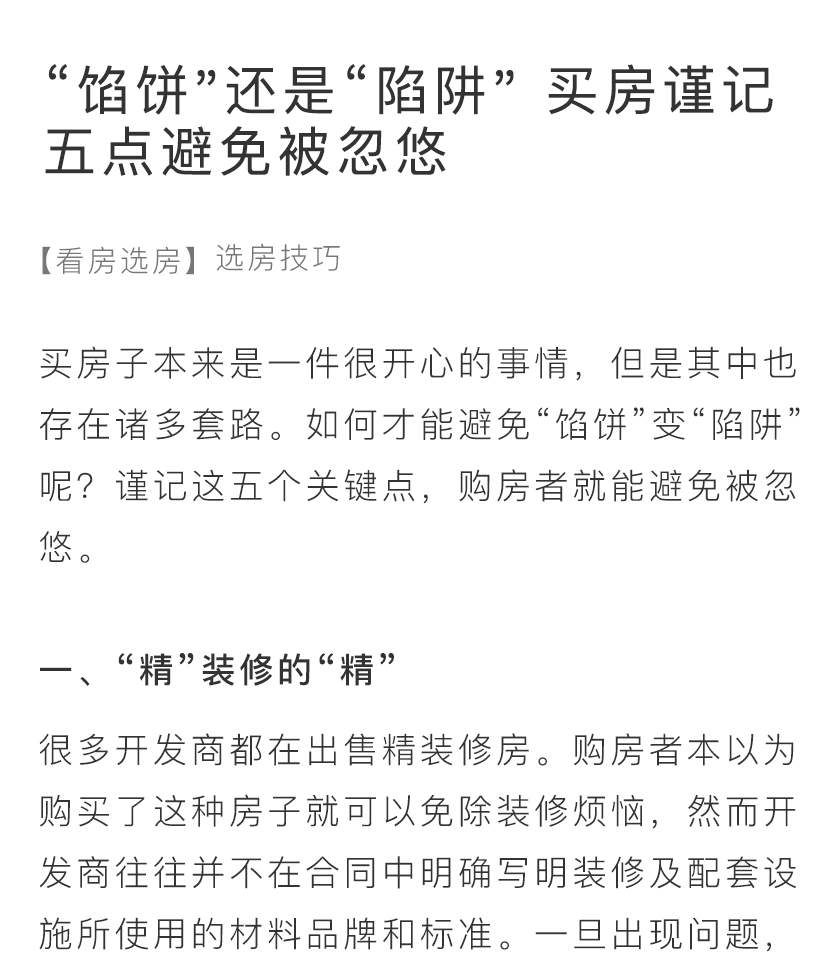 “馅饼”还是“陷阱” 买房谨记
五点避免被忽悠
【看房选房】选房技巧
买房子本来是一件很开心的事情，但是其中也
存在诸多套路。如何才能避免“馅饼”变“陷阱”
呢？谨记这五个关键点，购房者就能避免被忽
悠。
一、“精”装修的“精”
很多开发商都在出售精装修房。购房者本以为
购买了这种房子就可以免除装修烦恼，然而开
发商往往并不在合同中明确写明装修及配套设
施所使用的材料品牌和标准。一旦出现问题，